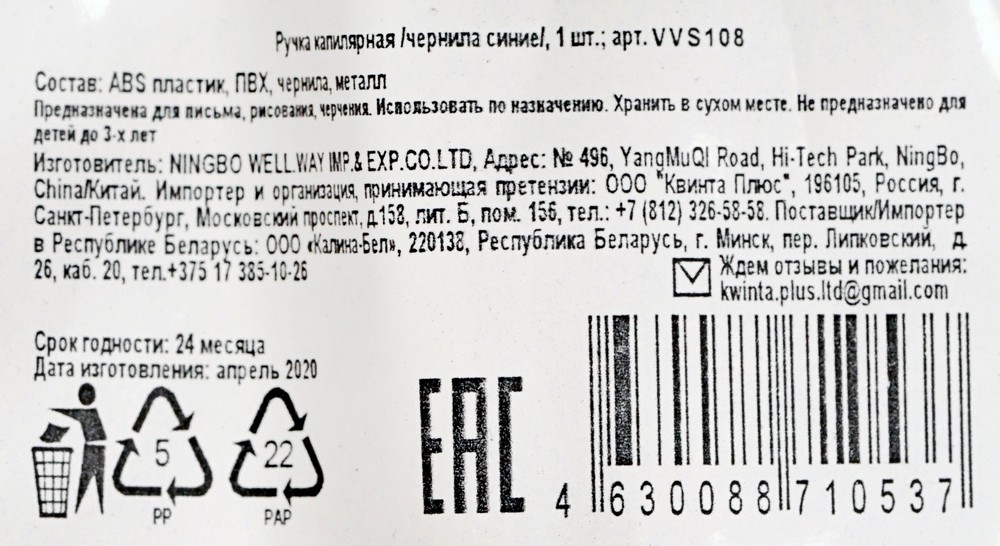 Ручка капилярная /чернила синие/, 1 шт.; арт. VVS108
Состав: ABS пластик, ПВХ, чернила, металл
Предназначена для письма, рисования, черчения. Использовать по назначению. Хранить в сухом месте. Не предназначено для
детей до 3-х лет
Изготовитель: NINGBO WELL.WAY IMP.& EXP.CO.LTD, Адрес: № 496, YangMuQI Road, Hi-Tech Park, NingBo,
China/Китай. Импортер и организация, принимающая претензии: ООО "Квинта Плюс", 196105, Россия, г.
Санкт-Петербург, Московский проспект, д.158, лит. Б, пом. 156, тел.: +7 (812) 326-58-58. Поставщик/Импортер
в Республике Беларусь: ООО «Калина-Бел», 220138, Республика Беларусь, г. Минск, пер. Липковский, д.
26, каб. 20, тел.+375 17 385-10-26
Ждем отзывы и пожелания:
kwinta.plus.ltd@gmail.com
Срок годности: 24 месяца
Дата изготовления: апрель 2020
5
PP
22
PAP
EAC
4 630088 710537